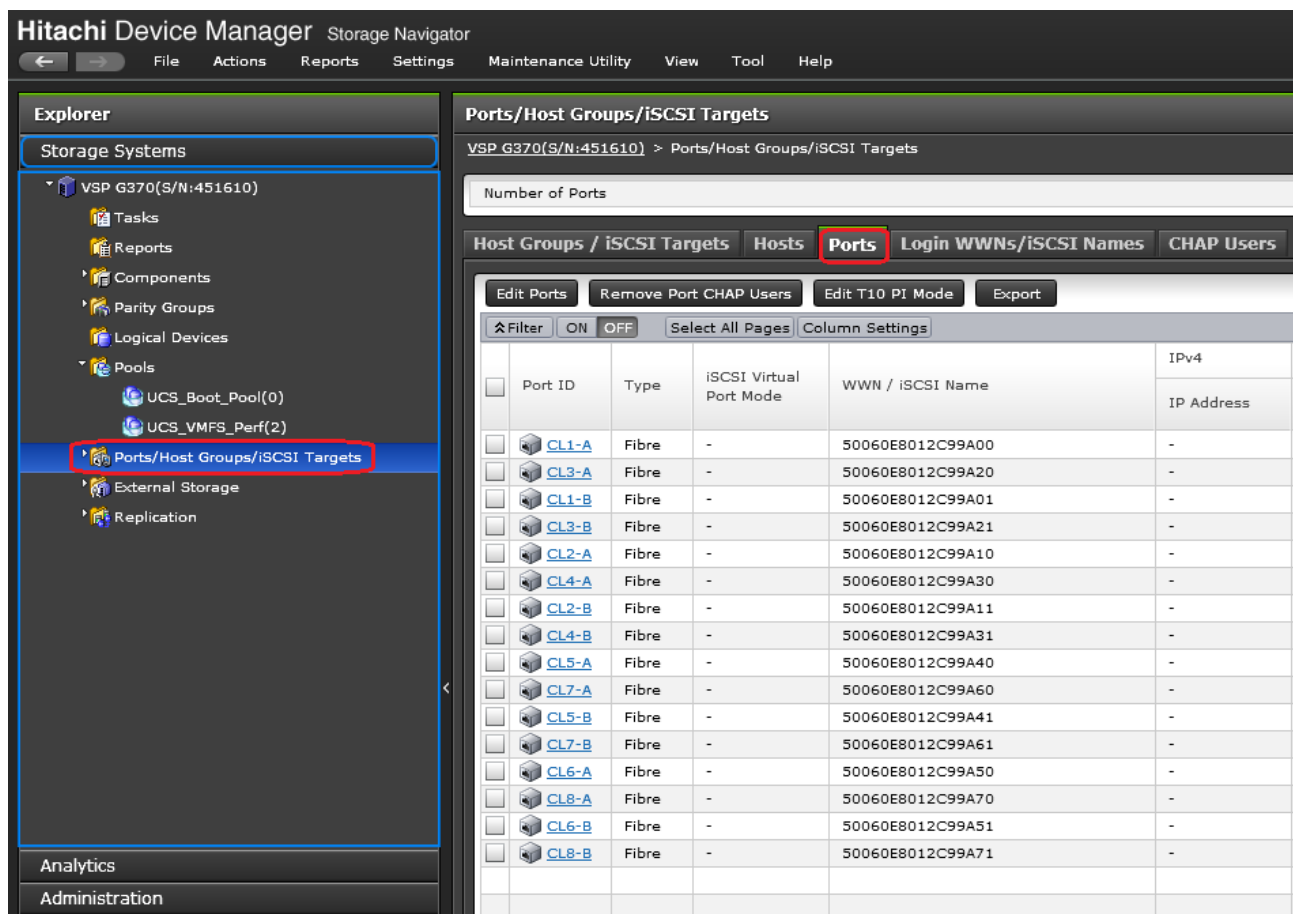 Hitachi Device Manager Storage Navigator
File Actions Reports Settings Maintenance Utility View Tool Help
Explorer
Storage Systems
VSP G370(S/N:451610)
Tasks
Reports
Components
Parity Groups
Logical Devices
Pools
UCS_Boot_Pool(0)
UCS_VMFS_Perf(2)
Ports/Host Groups/iSCSI Targets
External Storage
Replication
Analytics
Administration
Ports/Host Groups/iSCSI Targets
VSP G370(S/N:451610) > Ports/Host Groups/iSCSI Targets
Number of Ports
Host Groups / iSCSI Targets Hosts Ports Login WWNs/iSCSI Names CHAP Users
Edit Ports Remove Port CHAP Users Edit T10 PI Mode Export
Filter ON OFF Select All Pages Column Settings
Port ID Type iSCSI Virtual Port Mode WWN / iSCSI Name IPv4 IP Address
CL1-A Fibre - 50060E8012C99A00 -
CL3-A Fibre - 50060E8012C99A20 -
CL1-B Fibre - 50060E8012C99A01 -
CL3-B Fibre - 50060E8012C99A21 -
CL2-A Fibre - 50060E8012C99A10 -
CL4-A Fibre - 50060E8012C99A30 -
CL2-B Fibre - 50060E8012C99A11 -
CL4-B Fibre - 50060E8012C99A31 -
CL5-A Fibre - 50060E8012C99A40 -
CL7-A Fibre - 50060E8012C99A60 -
CL5-B Fibre - 50060E8012C99A41 -
CL7-B Fibre - 50060E8012C99A61 -
CL6-A Fibre - 50060E8012C99A50 -
CL8-A Fibre - 50060E8012C99A70 -
CL6-B Fibre - 50060E8012C99A51 -
CL8-B Fibre - 50060E8012C99A71 -